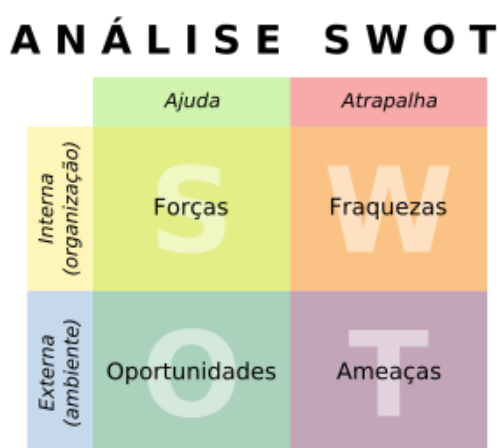 ANÁLISE SWOT
Ajuda
Atrapalha
Interna
(organização)
S
Forças
W
Fraquezas
Externa
(ambiente)
O
Oportunidades
T
Ameaças